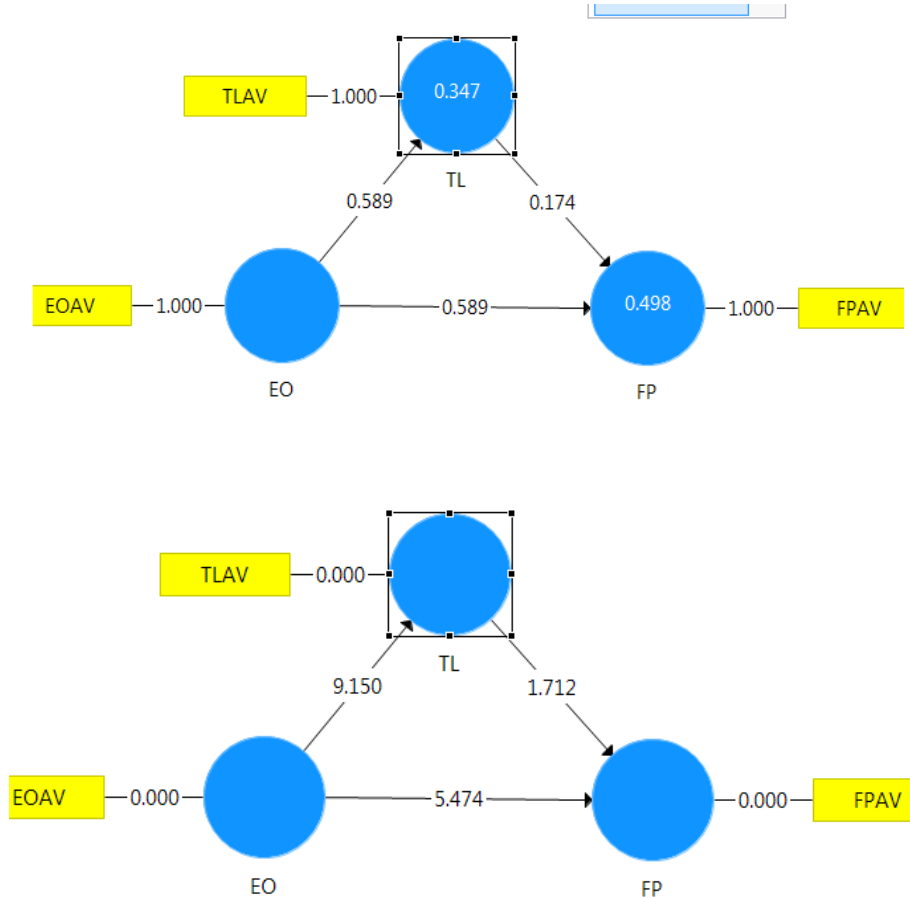 TLAV
1.000
0.347
TL
0.589
0.174
EOAV
1.000
0.589
0.498
1.000
FPAV
EO
FP
TLAV
0.000
TL
9.150
1.712
EOAV
0.000
5.474
0.000
FPAV
EO
FP